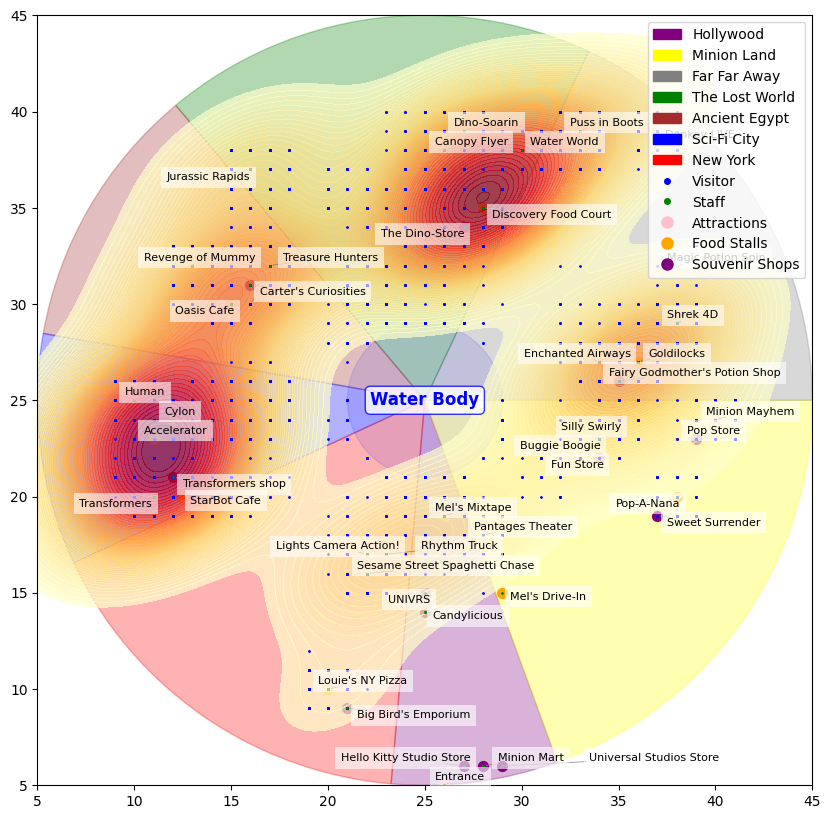 45
40
35
30
25
20
15
10
5
5
10
15
20
25
30
35
40
45
Hollywood
Minion Land
Far Far Away
The Lost World
Ancient Egypt
Sci-Fi City
New York
Visitor
Staff
Attractions
Food Stalls
Souvenir Shops
Dino-Soarin
Puss in Boots
Canopy Flyer
Water World
Jurassic Rapids
Discovery Food Court
The Dino-Store
Revenge of Mummy
Treasure Hunters
Magic Potion Spin
Carter's Curiosities
Oasis Cafe
Shrek 4D
Enchanted Airways
Goldilocks
Fairy Godmother's Potion Shop
Human
Cylon
Accelerator
Water Body
Minion Mayhem
Silly Swirly
Pop Store
Buggie Boogie
Fun Store
Transformers shop
Transformers
StarBot Cafe
Mel's Mixtape
Pop-A-Nana
Pantages Theater
Sweet Surrender
Lights Camera Action!
Rhythm Truck
Sesame Street Spaghetti Chase
UNIVRS
Mel's Drive-In
Candylicious
Louie's NY Pizza
Big Bird's Emporium
Hello Kitty Studio Store
Minion Mart
Universal Studios Store
Entrance